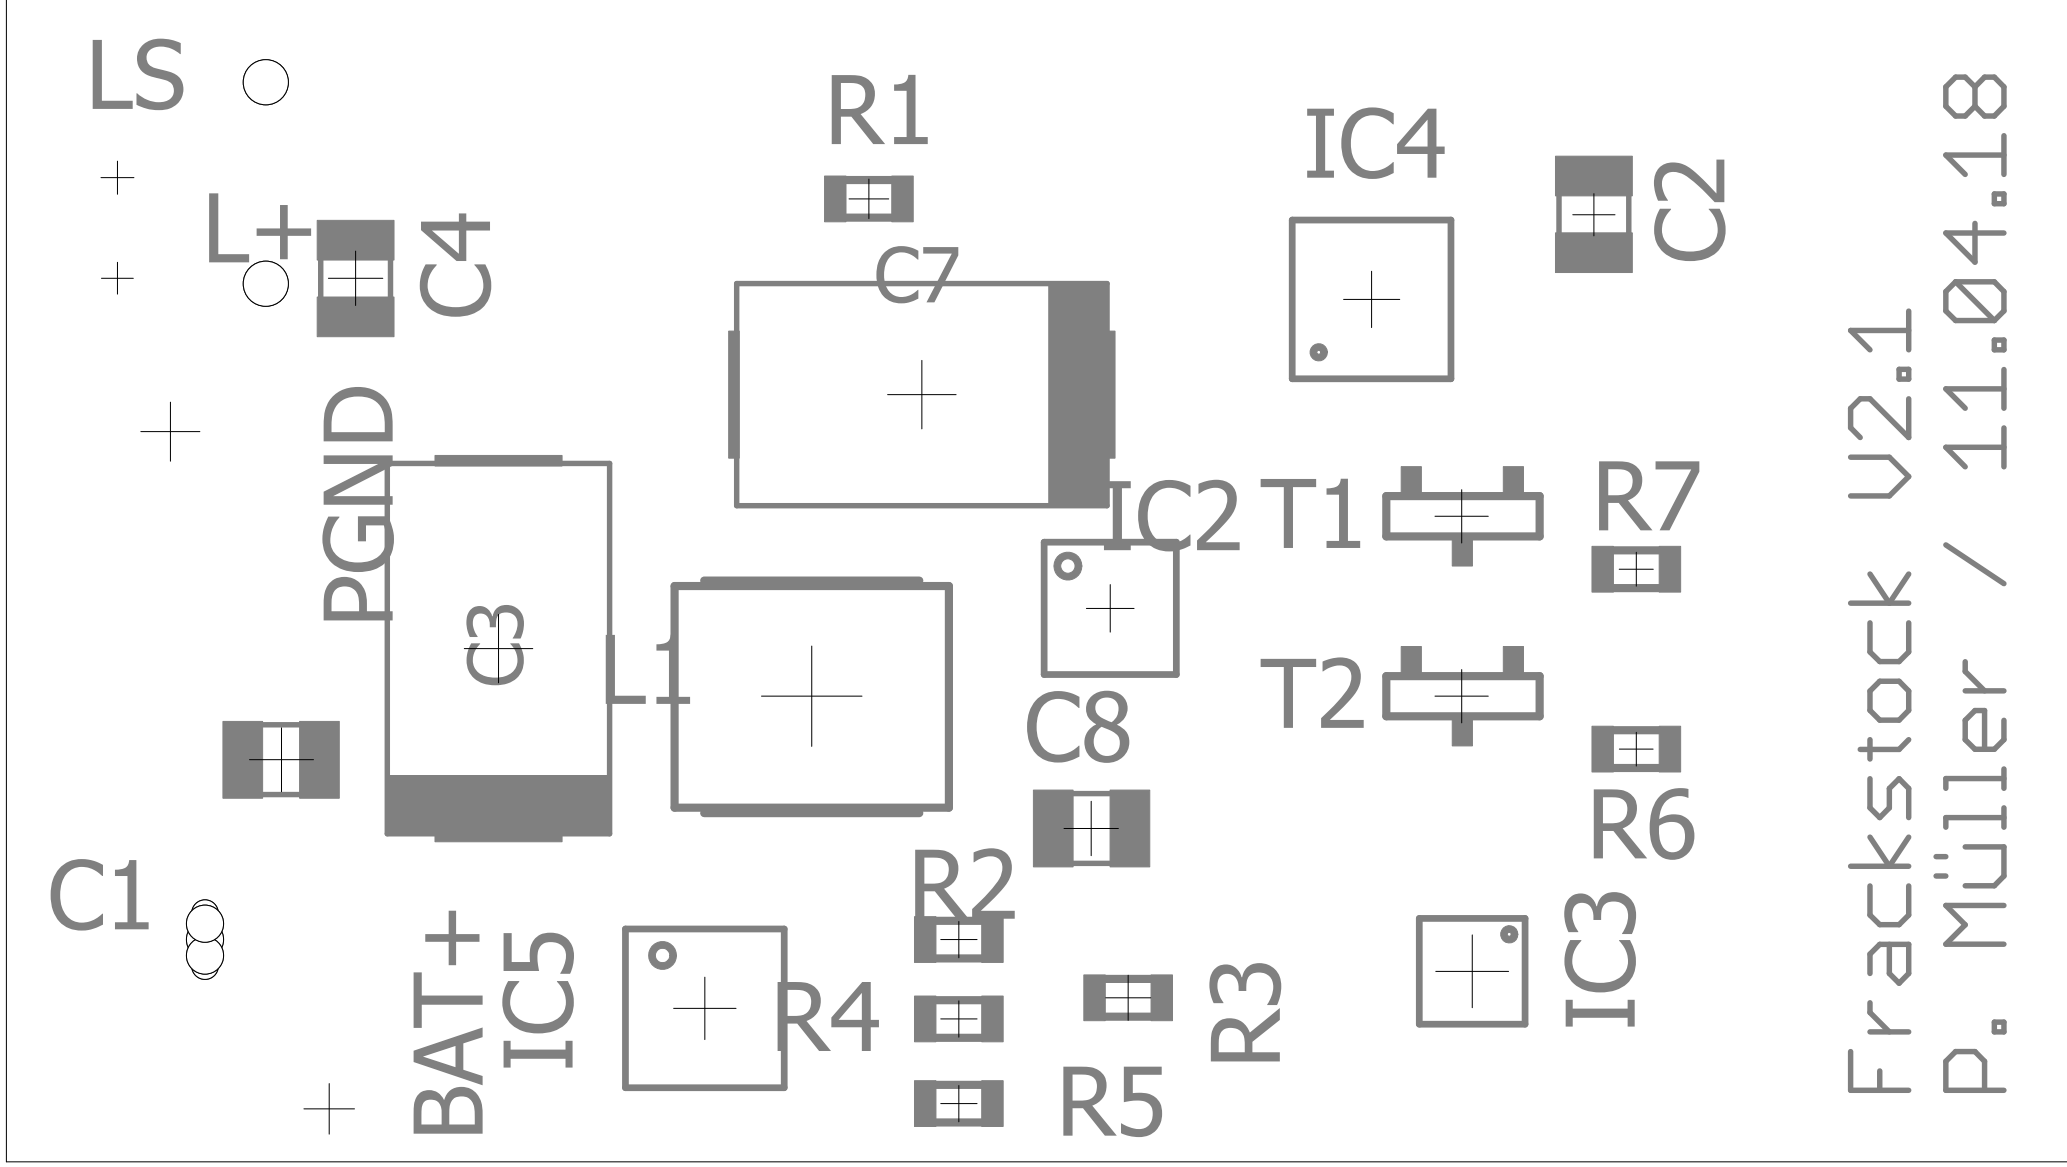 LS
R1
IC4
C2
L+
C4
C7
PGND
IC2
T1
R7
C3
L1
T2
C8
R6
C1
R2
IC3
BAT+
IC5
R4
R3
R5
Frackstock V2.1
P. Müller / 11.04.18